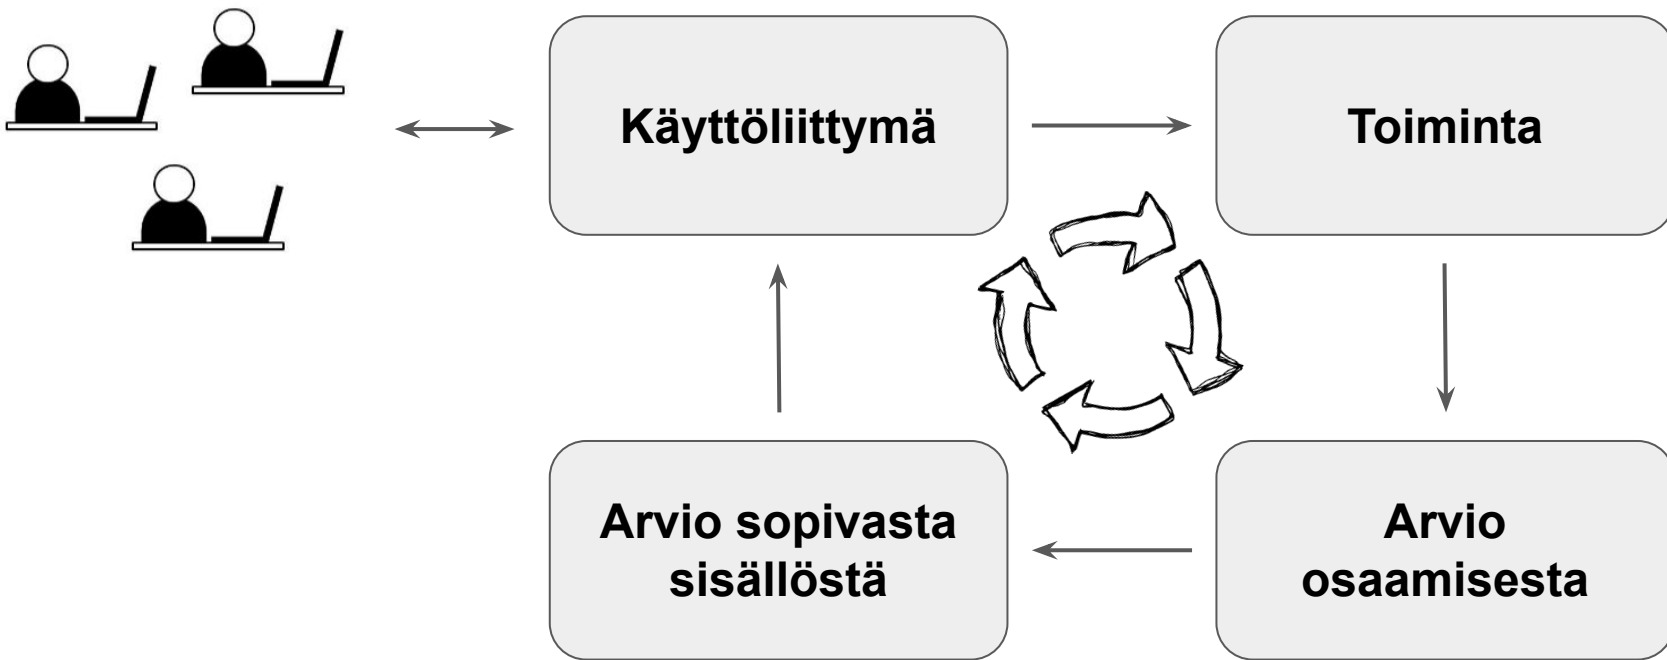 Käyttöliittymä
Toiminta
Arvio sopivasta
sisällöstä
Arvio
osaamisesta